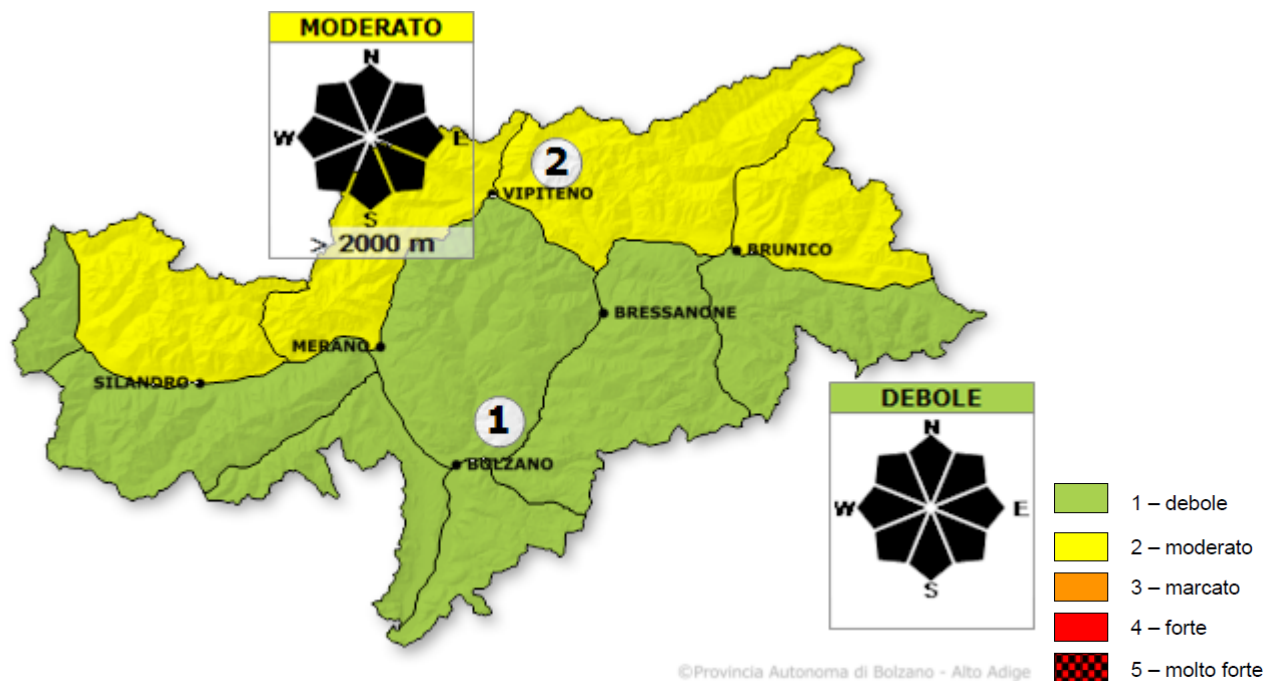 MODERATO
N
W
E
S
> 2000 m
2
VIPITENO
BRUNICO
BRESSANONE
MERANO
SILANDRO
1
BOLZANO
DEBOLE
N
W
E
S
1 – debole
2 – moderato
3 – marcato
4 – forte
5 – molto forte
©Provincia Autonoma di Bolzano - Alto Adige